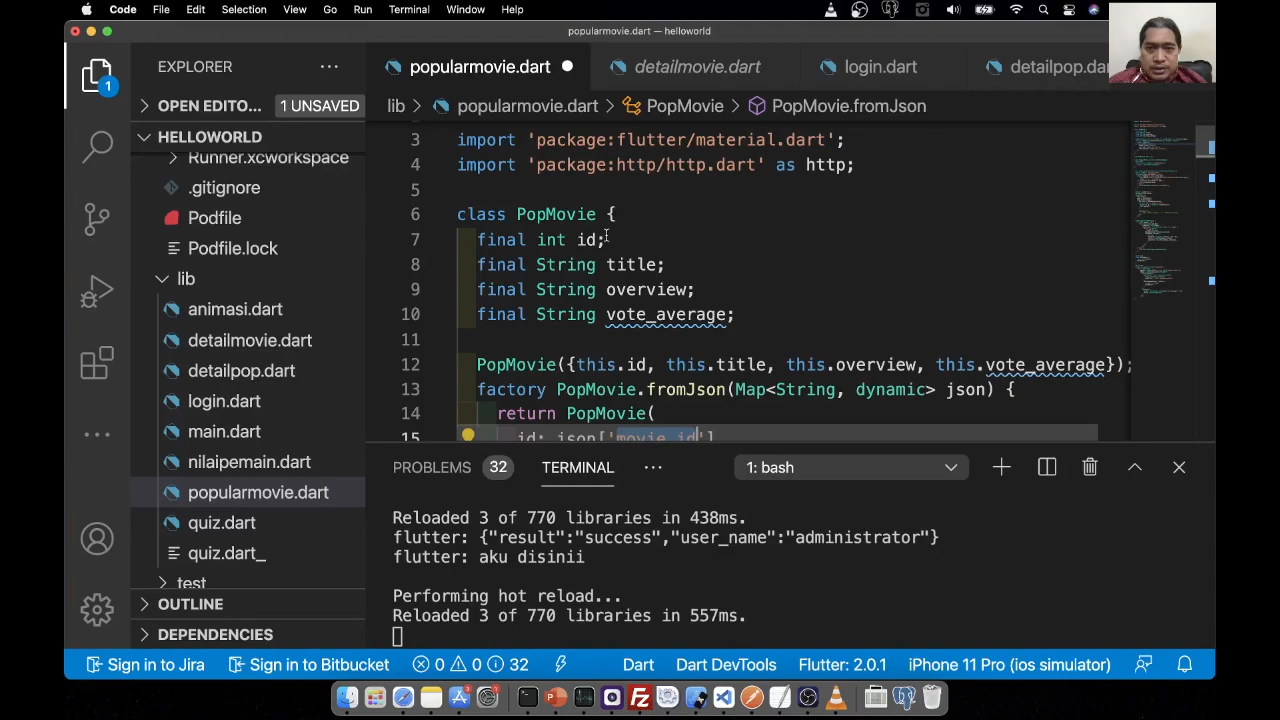 Code File Edit Selection View Go Run Terminal Window Help
popularmovie.dart — helloworld
EXPLORER
popularmovie.dart detailmovie.dart login.dart detailpop.da
OPEN EDITO... 1 UNSAVED
lib popularmovie.dart PopMovie PopMovie.fromJson
HELLOWORLD
Runner.xcworkspace
.gitignore
Podfile
Podfile.lock
lib
animasi.dart
detailmovie.dart
detailpop.dart
login.dart
main.dart
nilaipemain.dart
popularmovie.dart
quiz.dart
quiz.dart_
test
OUTLINE
DEPENDENCIES
1
3 import 'package:flutter/material.dart';
4 import 'package:http/http.dart' as http;
5
6 class PopMovie {
7 final int id;
8 final String title;
9 final String overview;
10 final String vote_average;
11
12 PopMovie({this.id, this.title, this.overview, this.vote_average});
13 factory PopMovie.fromJson(Map<String, dynamic> json) {
14 return PopMovie(
15 id: json['movie_id']
PROBLEMS 32 TERMINAL ... 1: bash
Reloaded 3 of 770 libraries in 438ms.
flutter: {"result":"success","user_name":"administrator"}
flutter: aku disinii
Performing hot reload...
Reloaded 3 of 770 libraries in 557ms.
Sign in to Jira Sign in to Bitbucket 0 0 32 Dart Dart DevTools Flutter: 2.0.1 iPhone 11 Pro (ios simulator)